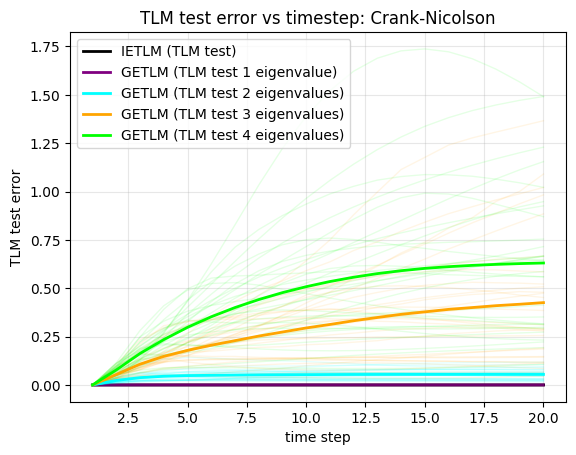 TLM test error vs timestep: Crank-Nicolson
IETLM (TLM test)
GETLM (TLM test 1 eigenvalue)
GETLM (TLM test 2 eigenvalues)
GETLM (TLM test 3 eigenvalues)
GETLM (TLM test 4 eigenvalues)
TLM test error
1.75
1.50
1.25
1.00
0.75
0.50
0.25
0.00
2.5 5.0 7.5 10.0 12.5 15.0 17.5 20.0
time step